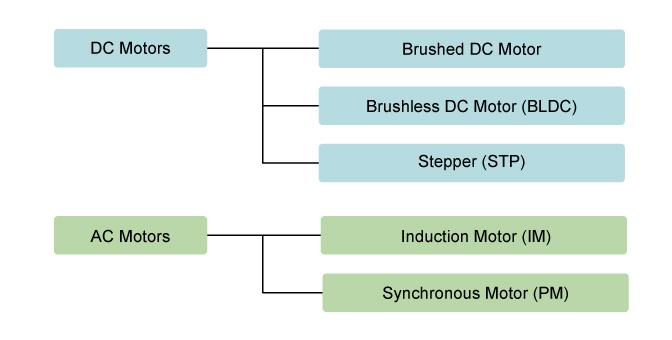 DC Motors
Brushed DC Motor
Brushless DC Motor (BLDC)
Stepper (STP)
AC Motors
Induction Motor (IM)
Synchronous Motor (PM)